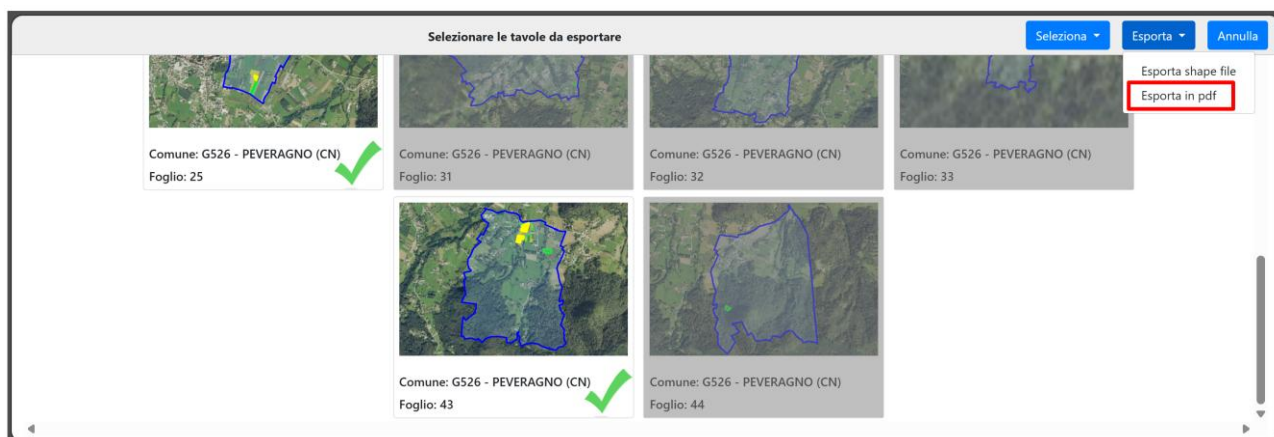 Selezionare le tavole da esportare
Seleziona
Esporta
Annulla
Esporta shape file
Esporta in pdf
Comune: G526 - PEVERAGNO (CN)
Foglio: 25
Comune: G526 - PEVERAGNO (CN)
Foglio: 31
Comune: G526 - PEVERAGNO (CN)
Foglio: 32
Comune: G526 - PEVERAGNO (CN)
Foglio: 33
Comune: G526 - PEVERAGNO (CN)
Foglio: 43
Comune: G526 - PEVERAGNO (CN)
Foglio: 44